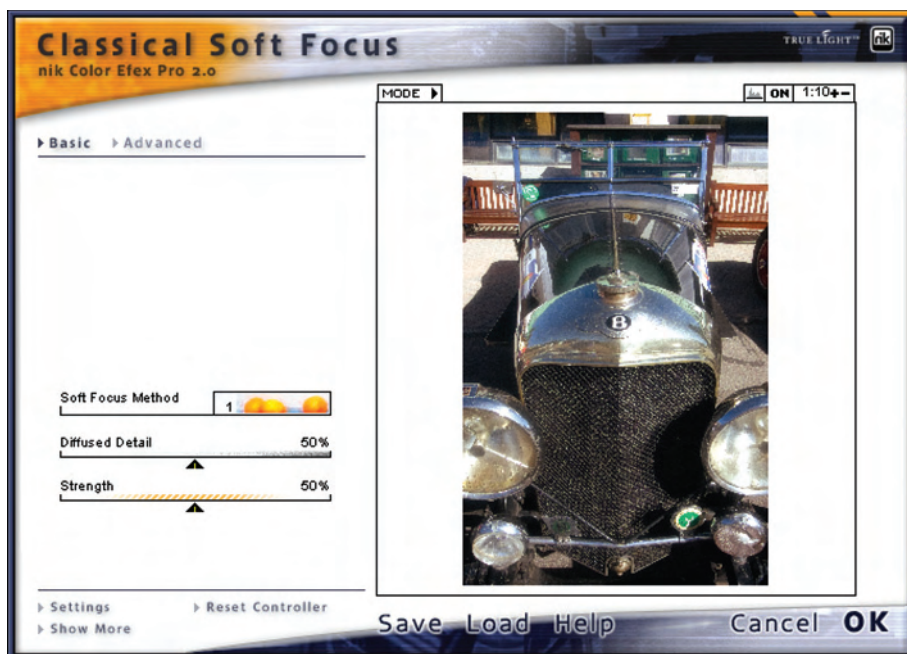 Classical Soft Focus
nik Color Efex Pro 2.0
TRUE LIGHT™ nik
MODE
ON 1:10+-
Basic Advanced
B
Soft Focus Method 1
Diffused Detail 50%
Strength 50%
Settings Reset Controller
Show More
Save Load Help Cancel OK